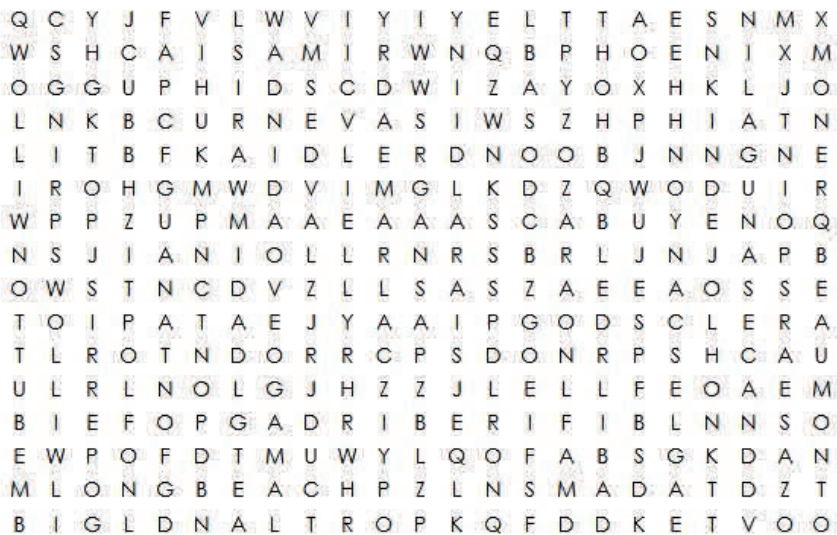 Q C Y J F V L W V I Y I Y E L T T A E S N M X
W S H C A I S A M I R W N Q B P H O E N I X M
O G G U P H I D S C D W I Z A Y O X H K L J O
L N K B C U R N E V A S I W S Z H P H I A T N
L I T B F K A I D L E R D N O O B J N N G N E
I R O H G M W D V I M G L K D Z Q W O D U I R
W P P Z U P M A A E A A A S C A B U Y E N O Q
N S J I A N I O L L R N R S B R L J N J A P B
O W S T N C D V Z L L S A S Z A E E A O S S E
T O I P A T A E J Y A A I P G O D S C L E R A
T L R O T N D O R R C P S D O N R P S H C A U
U L R L N O L G J H Z Z J L E L L F E O A E M
B I E F O P G A D R I B E R I F I B L N N S O
E W P O F D T M U W Y L Q O F A B S G K D A N
M L O N G B E A C H P Z L N S M A D A T D Z T
B I G L D N A L T R O P K Q F D D K E T V O O